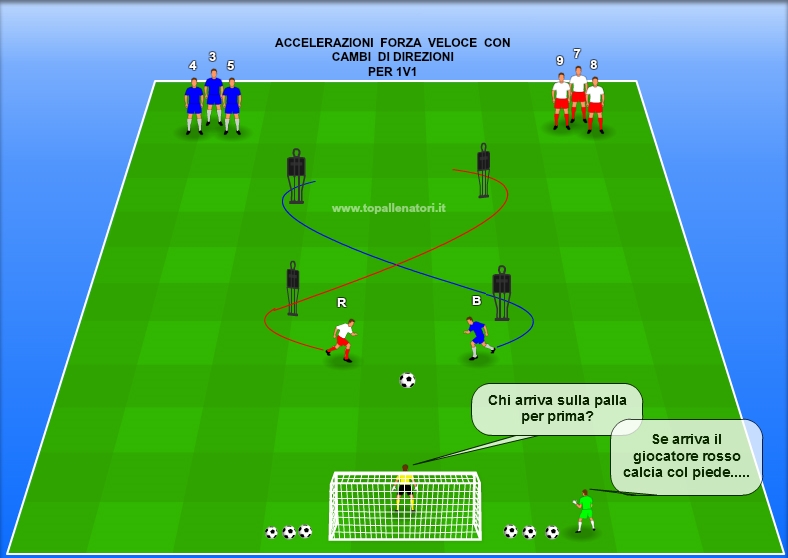 ACCELERAZIONI FORZA VELOCE CON
CAMBI DI DIREZIONI
PER 1V1
4
3
5
9
7
8
www.topallenatori.it
R
B
Chi arriva sulla palla
per prima?
Se arriva il
giocatore rosso
calcia col piede.....